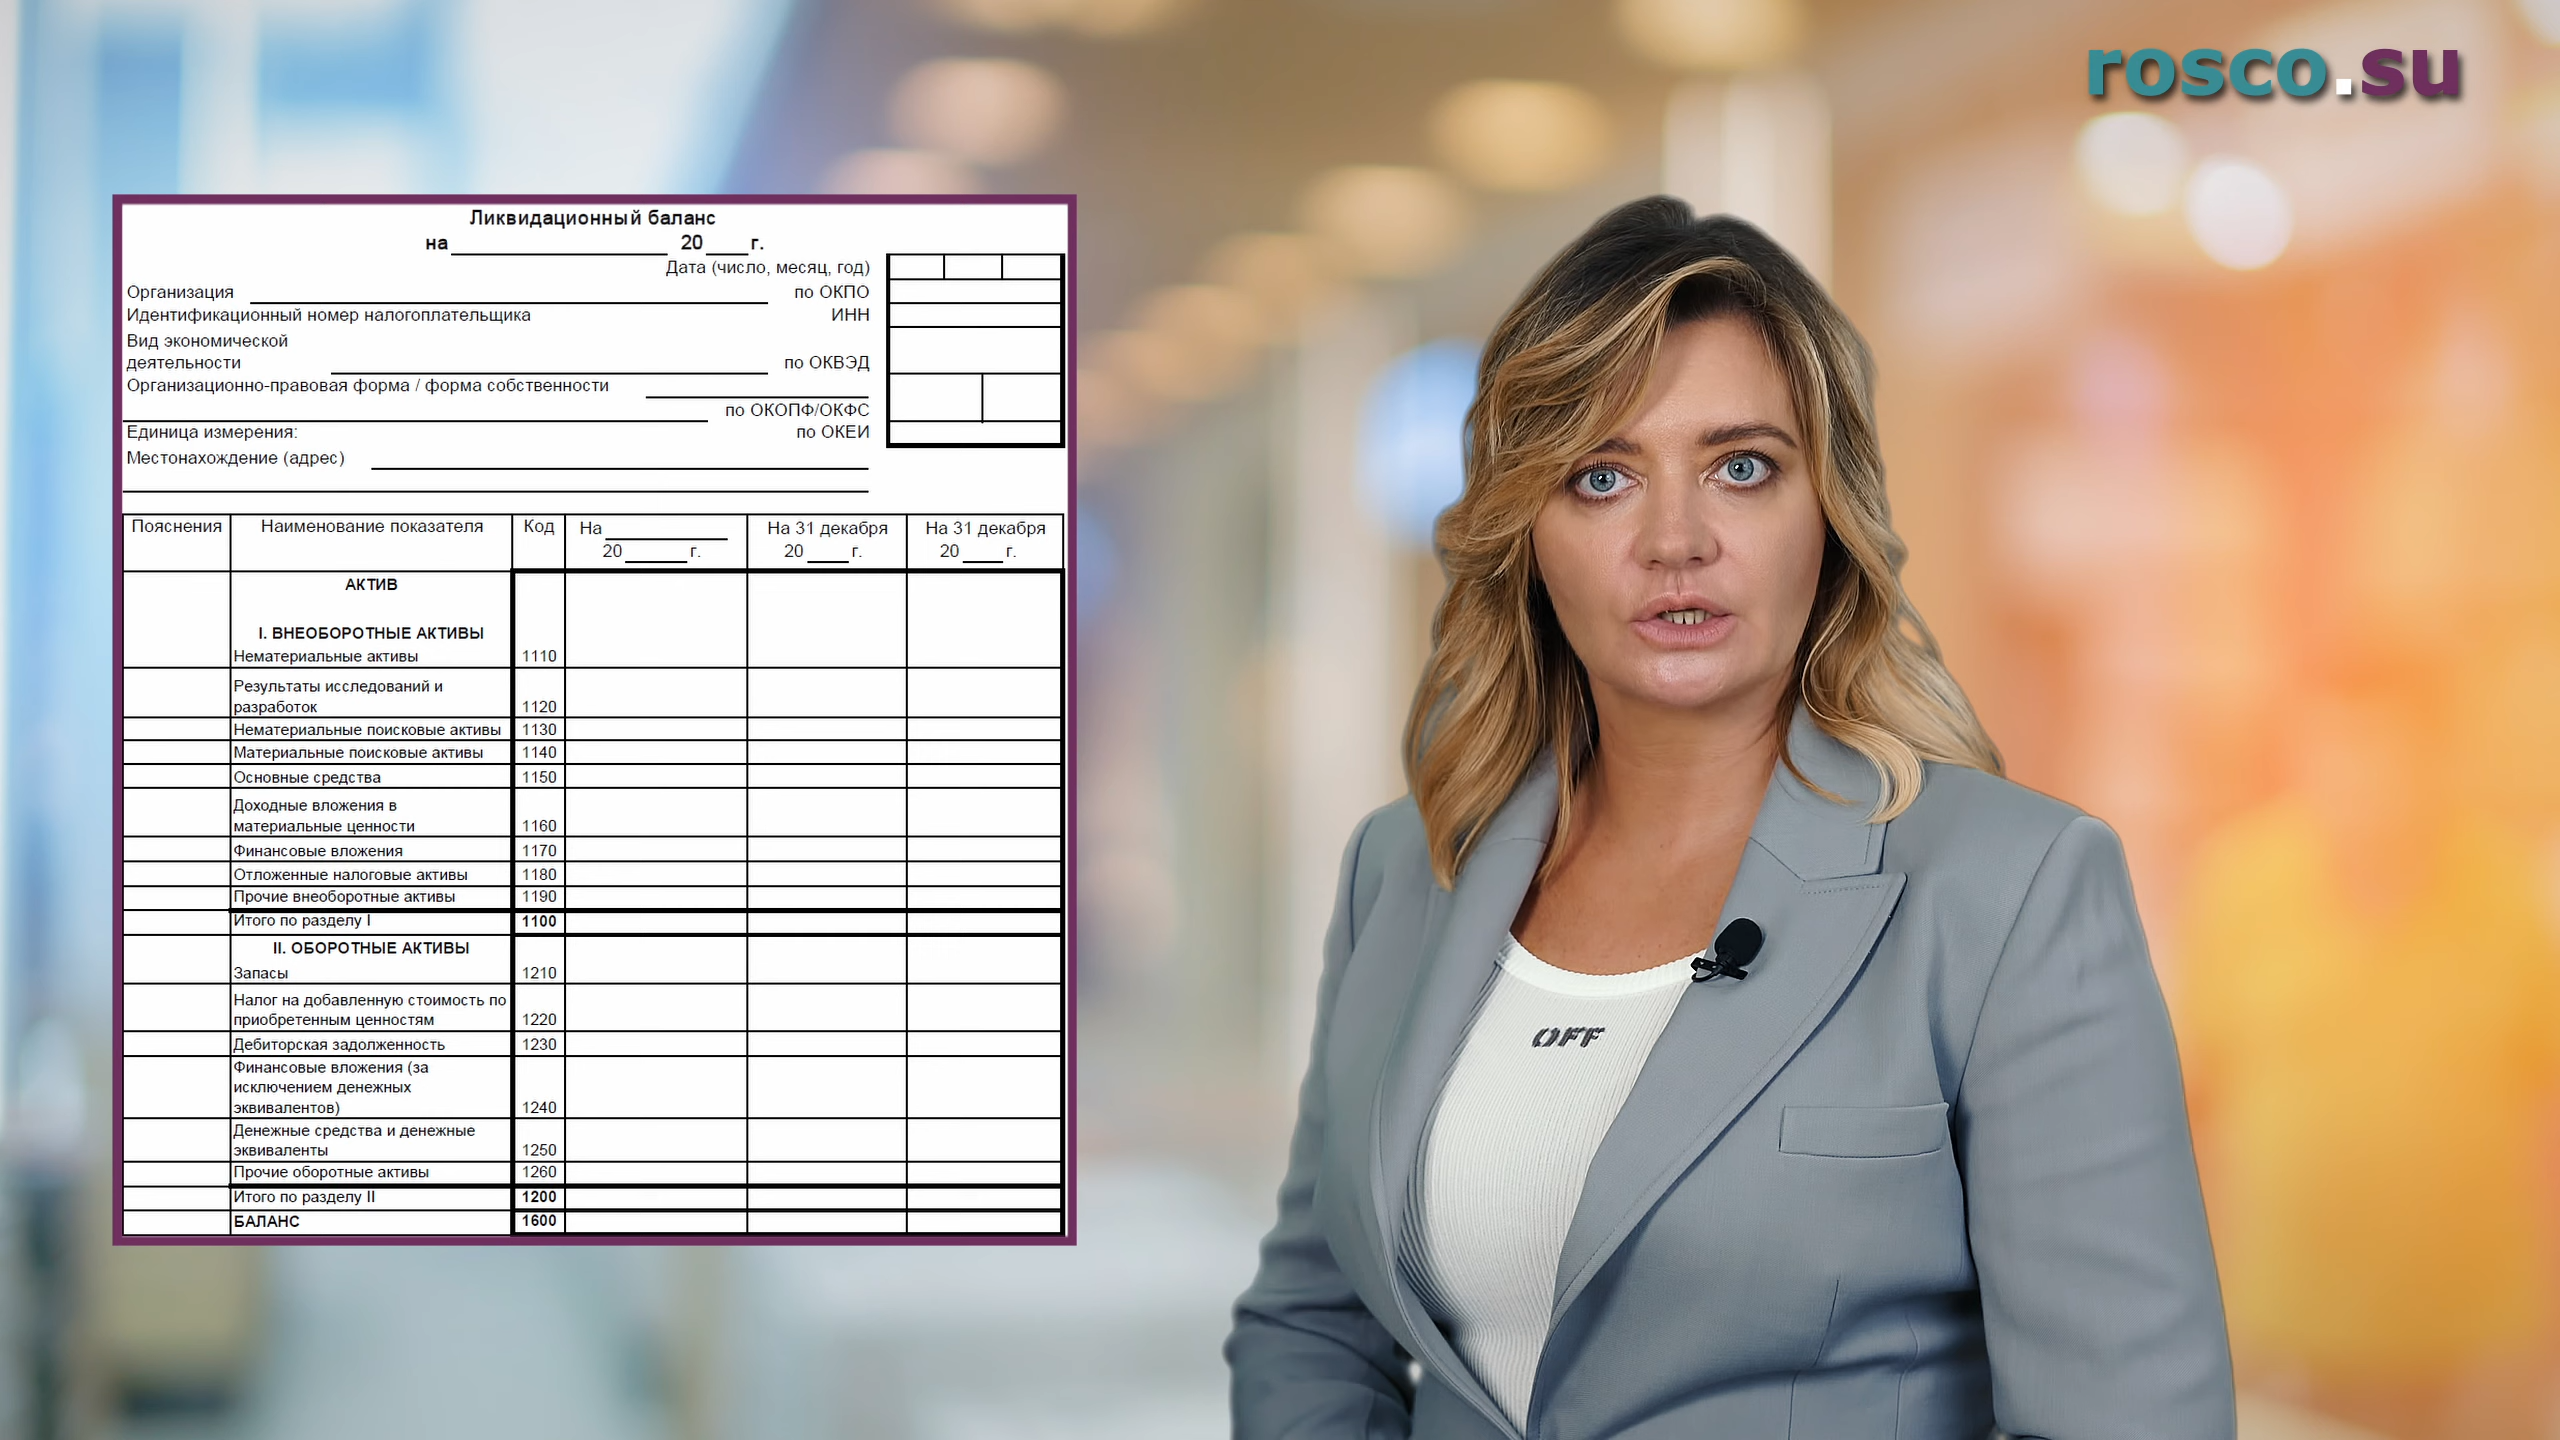 rosco.su
Ликвидационный баланс
на 20 г.
Дата (число, месяц, год)
Организация по ОКПО
Идентификационный номер налогоплательщика ИНН
Вид экономической
деятельности по ОКВЭД
Организационно-правовая форма / форма собственности
по ОКОПФ/ОКФС
Единица измерения: по ОКЕИ
Местонахождение (адрес)
Пояснения Наименование показателя Код На 20 г. На 31 декабря 20 г. На 31 декабря 20 г.
АКТИВ
I. ВНЕОБОРОТНЫЕ АКТИВЫ
Нематериальные активы 1110
Результаты исследований и
разработок 1120
Нематериальные поисковые активы 1130
Материальные поисковые активы 1140
Основные средства 1150
Доходные вложения в
материальные ценности 1160
Финансовые вложения 1170
Отложенные налоговые активы 1180
Прочие внеоборотные активы 1190
Итого по разделу I 1100
II. ОБОРОТНЫЕ АКТИВЫ
Запасы 1210
Налог на добавленную стоимость по
приобретенным ценностям 1220
Дебиторская задолженность 1230
Финансовые вложения (за
исключением денежных
эквивалентов) 1240
Денежные средства и денежные
эквиваленты 1250
Прочие оборотные активы 1260
Итого по разделу II 1200
БАЛАНС 1600
OFF